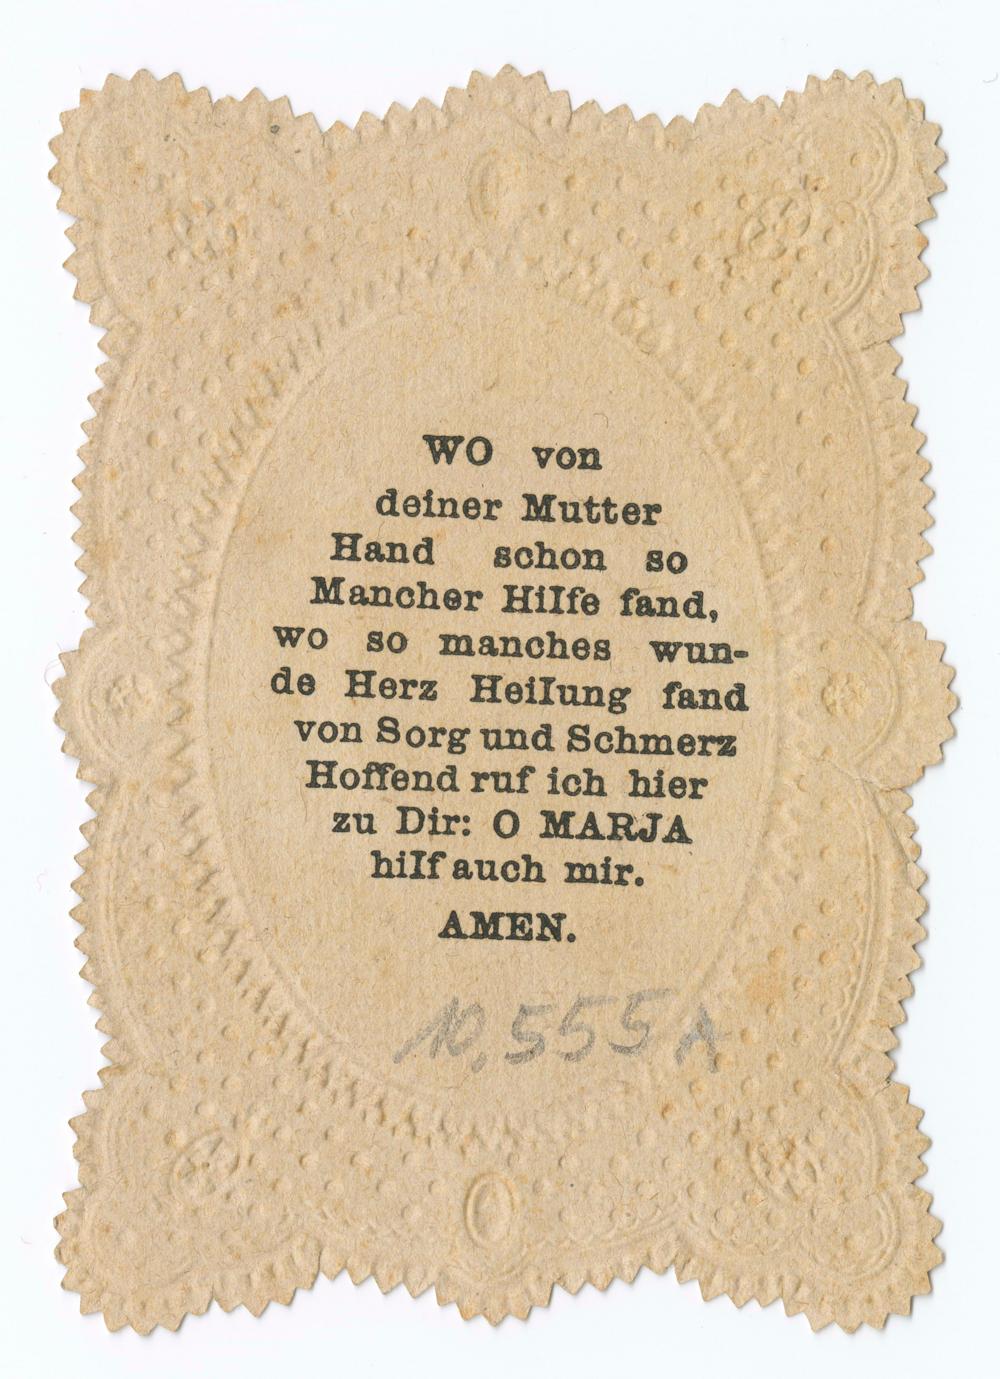 WO von
deiner Mutter
Hand schon so
Mancher Hilfe fand,
wo so manches wun-
de Herz Heilung fand
von Sorg und Schmerz
Hoffend ruf ich hier
zu Dir: O MARJA
hilf auch mir.
AMEN.
10,555 A